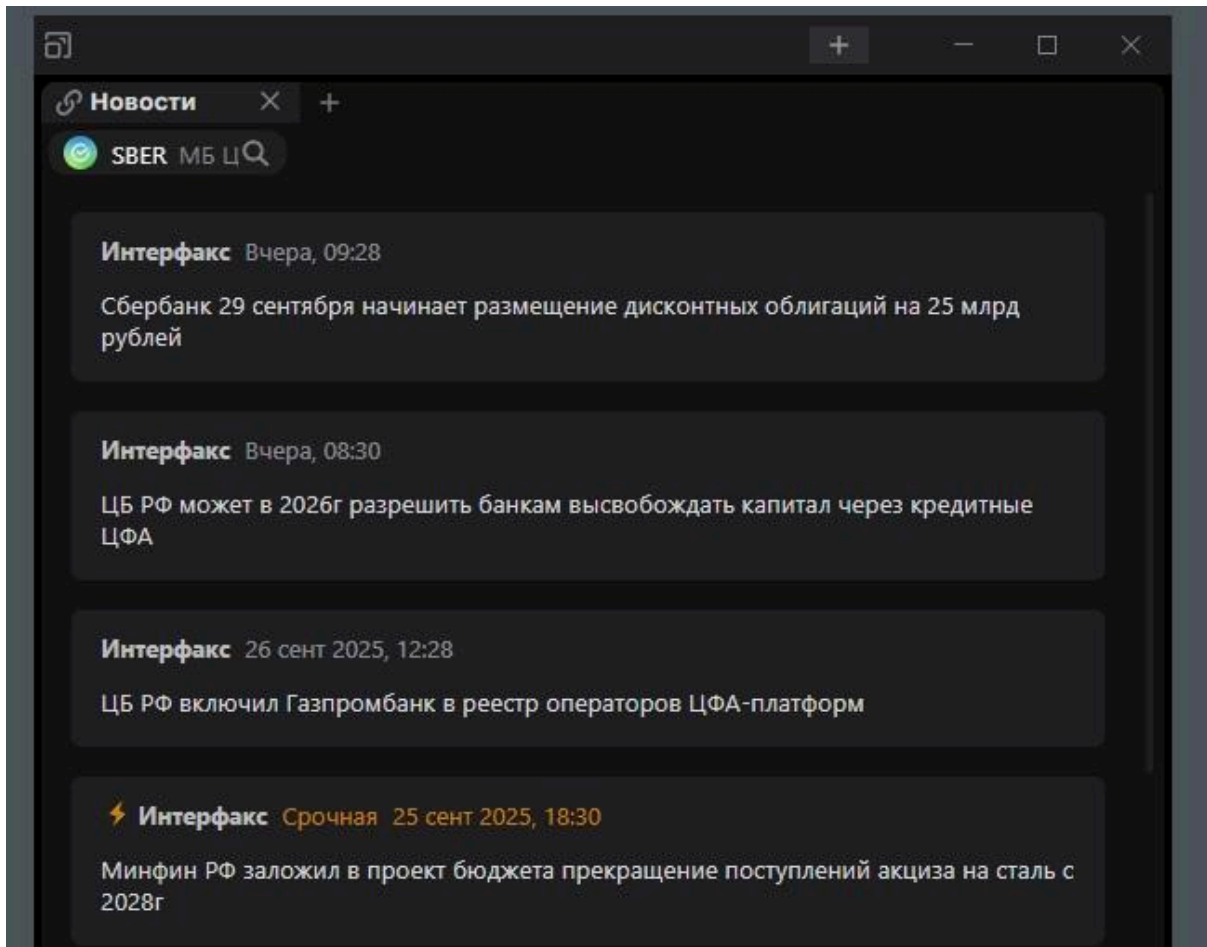 Новости
SBER МБ Ц
Интерфакс Вчера, 09:28
Сбербанк 29 сентября начинает размещение дисконтных облигаций на 25 млрд
рублей
Интерфакс Вчера, 08:30
ЦБ РФ может в 2026г разрешить банкам высвобождать капитал через кредитные
ЦФА
Интерфакс 26 сент 2025, 12:28
ЦБ РФ включил Газпромбанк в реестр операторов ЦФА-платформ
Интерфакс Срочная 25 сент 2025, 18:30
Минфин РФ заложил в проект бюджета прекращение поступлений акциза на сталь с
2028г